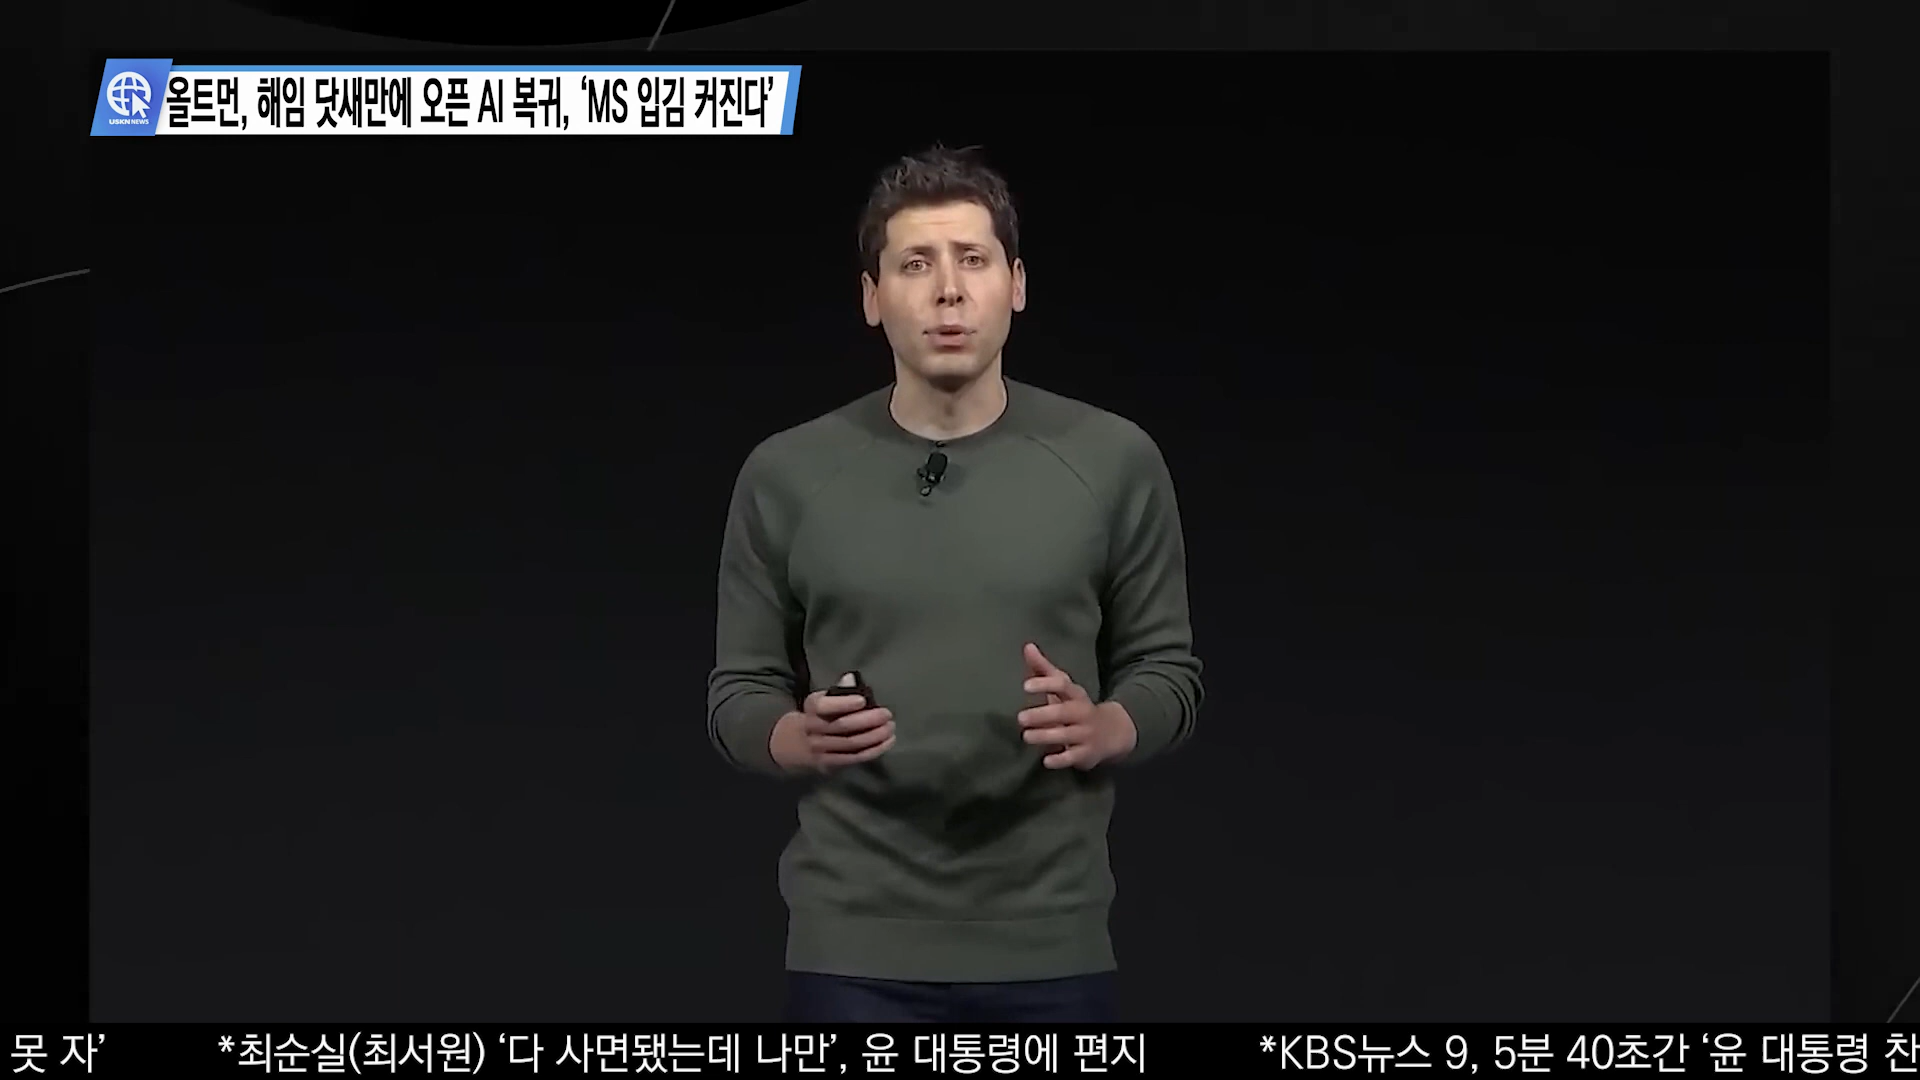 올트먼, 해임 닷새만에 오픈 AI 복귀, ‘MS 입김 커진다’
USKN NEWS
못 자’ *최순실(최서원) ‘다 사면됐는데 나만’, 윤 대통령에 편지 *KBS뉴스 9, 5분 40초간 ‘윤 대통령 찬